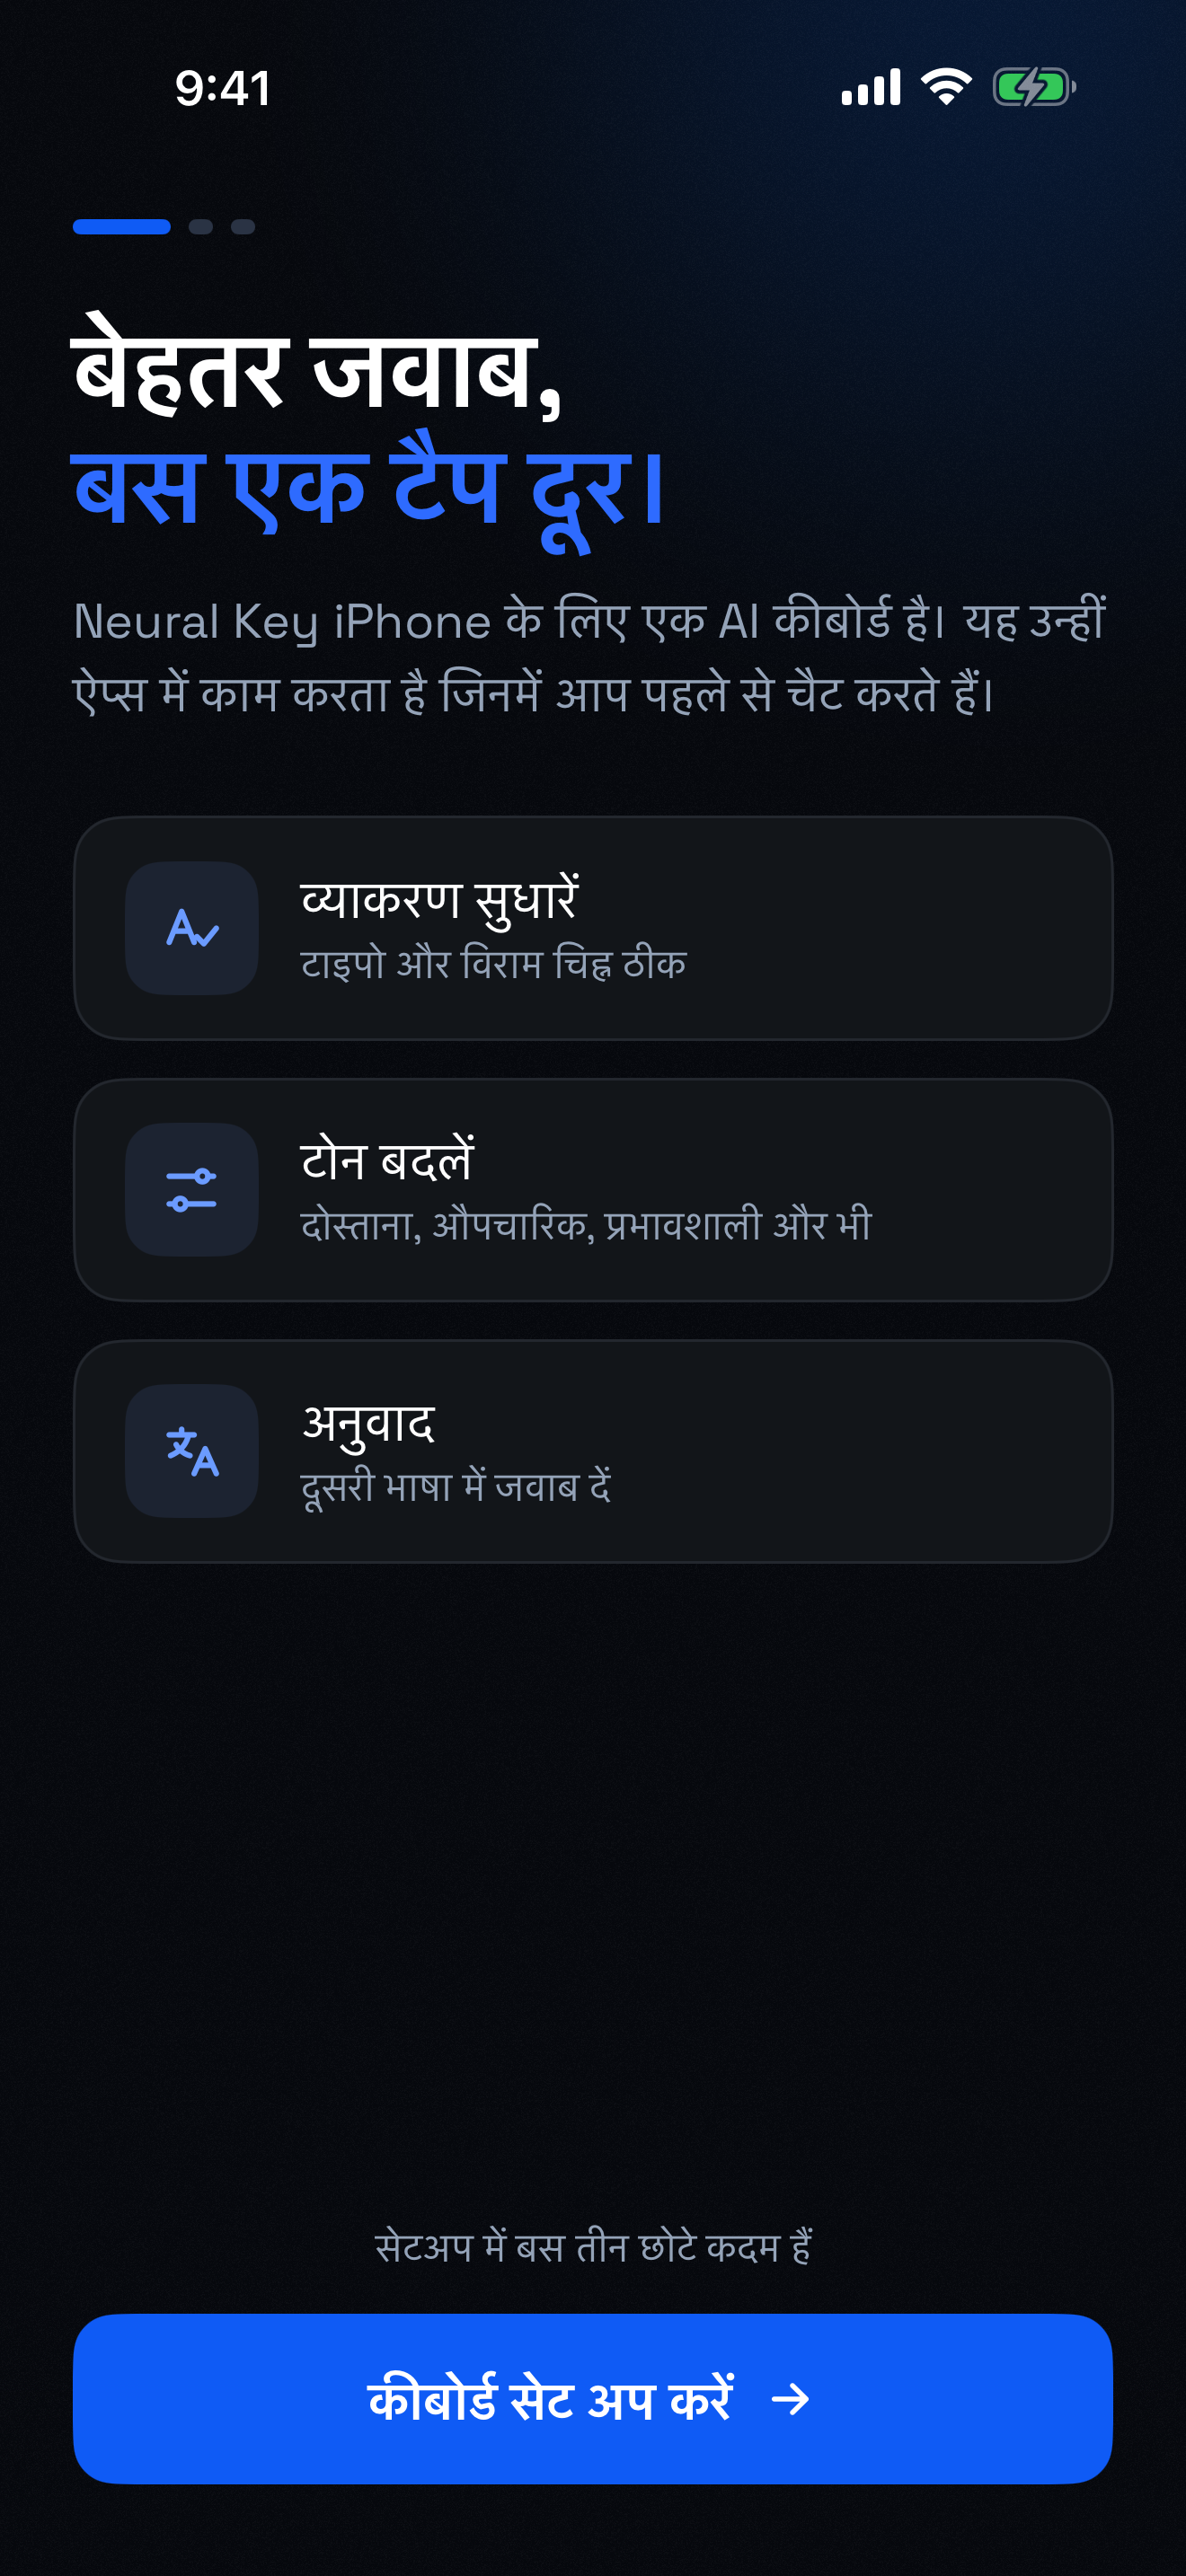 9:41
बेहतर जवाब,
बस एक टैप दूर।
Neural Key iPhone के लिए एक AI कीबोर्ड है। यह उन्हीं
ऐप्स में काम करता है जिनमें आप पहले से चैट करते हैं।
व्याकरण सुधारें
टाइपो और विराम चिह्न ठीक
टोन बदलें
दोस्ताना, औपचारिक, प्रभावशाली और भी
अनुवाद
दूसरी भाषा में जवाब दें
सेटअप में बस तीन छोटे कदम हैं
कीबोर्ड सेट अप करें →